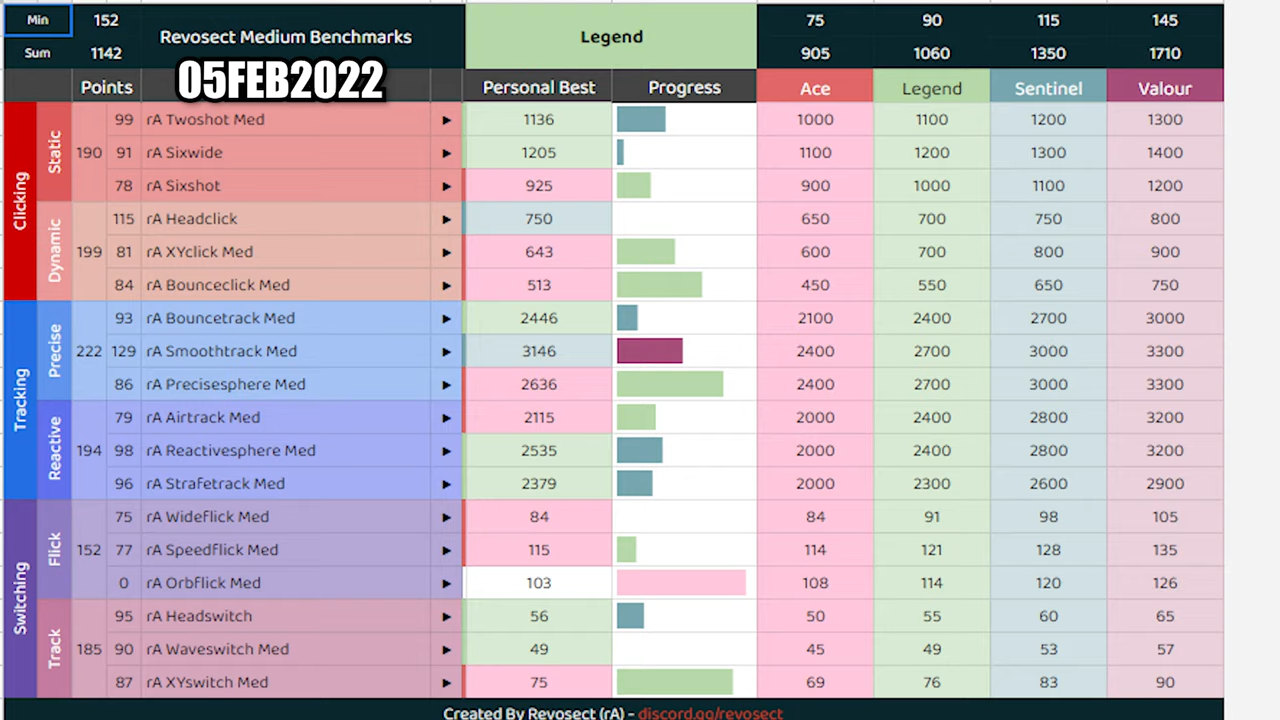 Min 152 Revosect Medium Benchmarks Legend 75 90 115 145
Sum 1142 905 1060 1350 1710
05FEB2022
Points Personal Best Progress Ace Legend Sentinel Valour
Clicking
Static
190
99 rA Twoshot Med ► 1136 1000 1100 1200 1300
91 rA Sixwide ► 1205 1100 1200 1300 1400
78 rA Sixshot ► 925 900 1000 1100 1200
Dynamic
199
115 rA Headclick ► 750 650 700 750 800
81 rA XYclick Med ► 643 600 700 800 900
84 rA Bounceclick Med ► 513 450 550 650 750
Tracking
Precise
222
93 rA Bouncetrack Med ► 2446 2100 2400 2700 3000
129 rA Smoothtrack Med ► 3146 2400 2700 3000 3300
86 rA Precisesphere Med ► 2636 2400 2700 3000 3300
Reactive
194
79 rA Airtrack Med ► 2115 2000 2400 2800 3200
98 rA Reactivesphere Med ► 2535 2000 2400 2800 3200
96 rA Strafetrack Med ► 2379 2000 2300 2600 2900
Switching
Flick
152
75 rA Wideflick Med ► 84 84 91 98 105
77 rA Speedflick Med ► 115 114 121 128 135
0 rA Orbflick Med ► 103 108 114 120 126
Track
185
95 rA Headswitch ► 56 50 55 60 65
90 rA Waveswitch Med ► 49 45 49 53 57
87 rA XYswitch Med ► 75 69 76 83 90
Created By Revosect (rA) - discord.gg/revosect